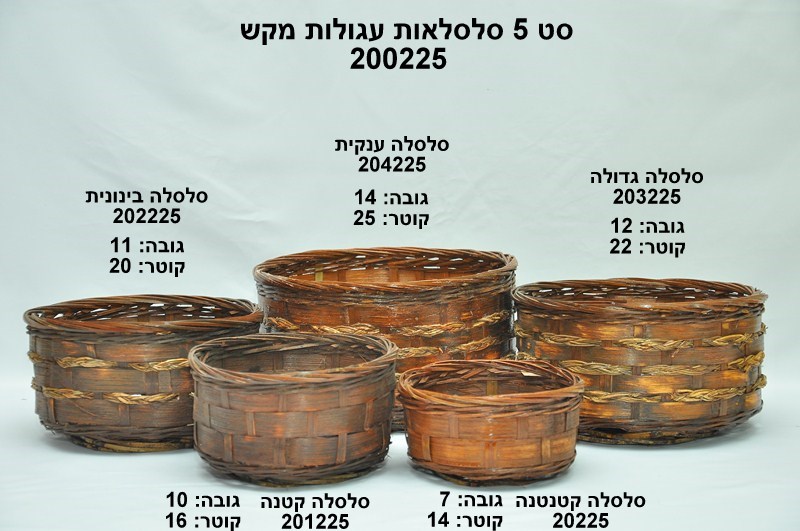 סט 5 סלסלאות עגולות מקש
200225
סלסלה ענקית
204225
גובה: 14
קוטר: 25
סלסלה גדולה
203225
גובה: 12
קוטר: 22
סלסלה בינונית
202225
גובה: 11
קוטר: 20
סלסלה קטנטנה גובה: 7
20225 קוטר: 14
סלסלה קטנה גובה: 10
201225 קוטר: 16